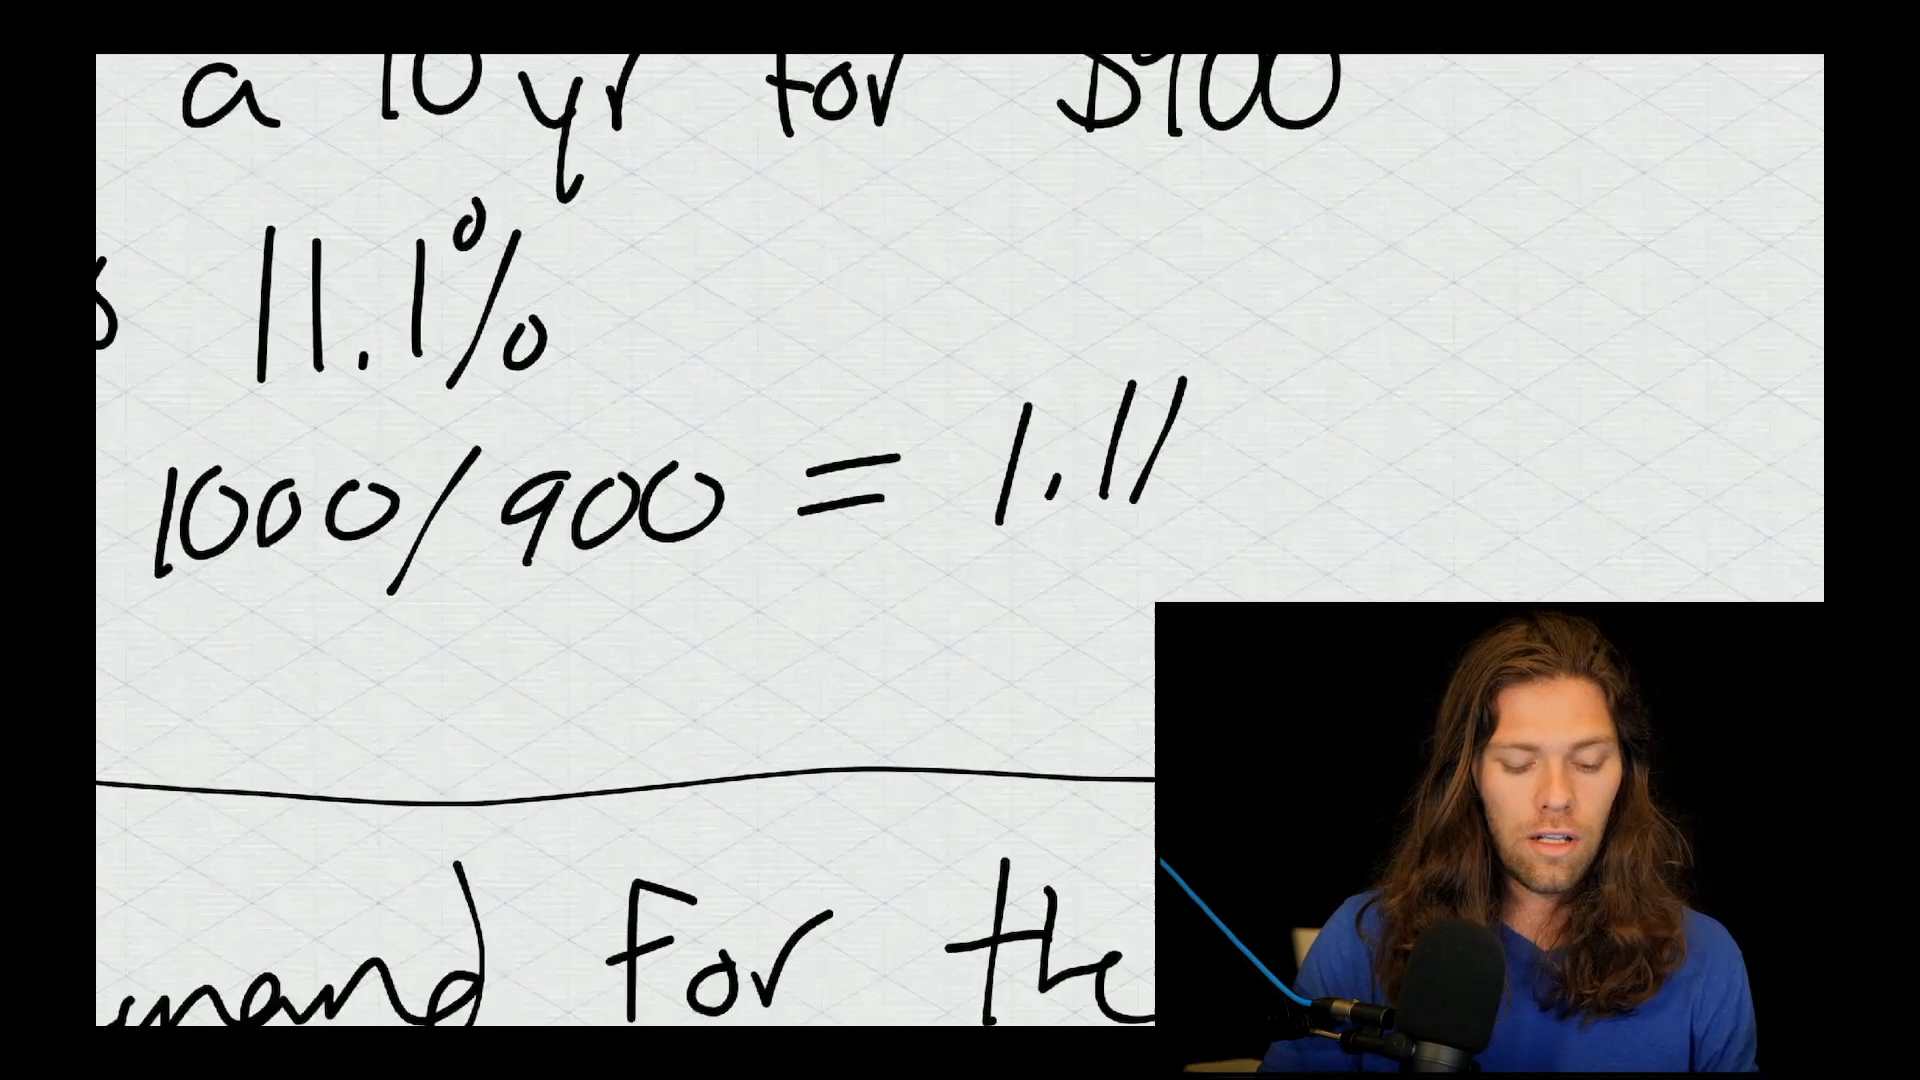 a 10 yr for $900
11.1%
1000/900 = 1.11
for the